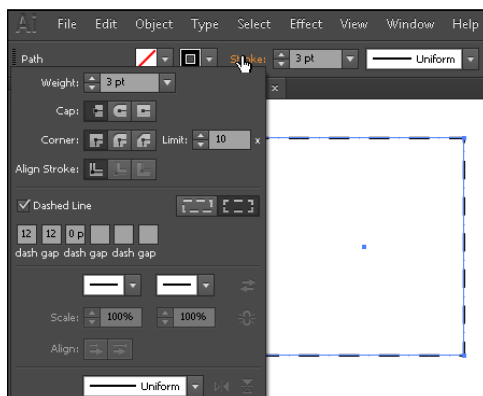 Ai File Edit Object Type Select Effect View Window Help
Path Stroke: 3 pt Uniform
×
Weight: 3 pt
Cap:
Corner: Limit: 10 x
Align Stroke:
Dashed Line
12 12 0 p
dash gap dash gap dash gap
Scale: 100% 100%
Align:
Uniform